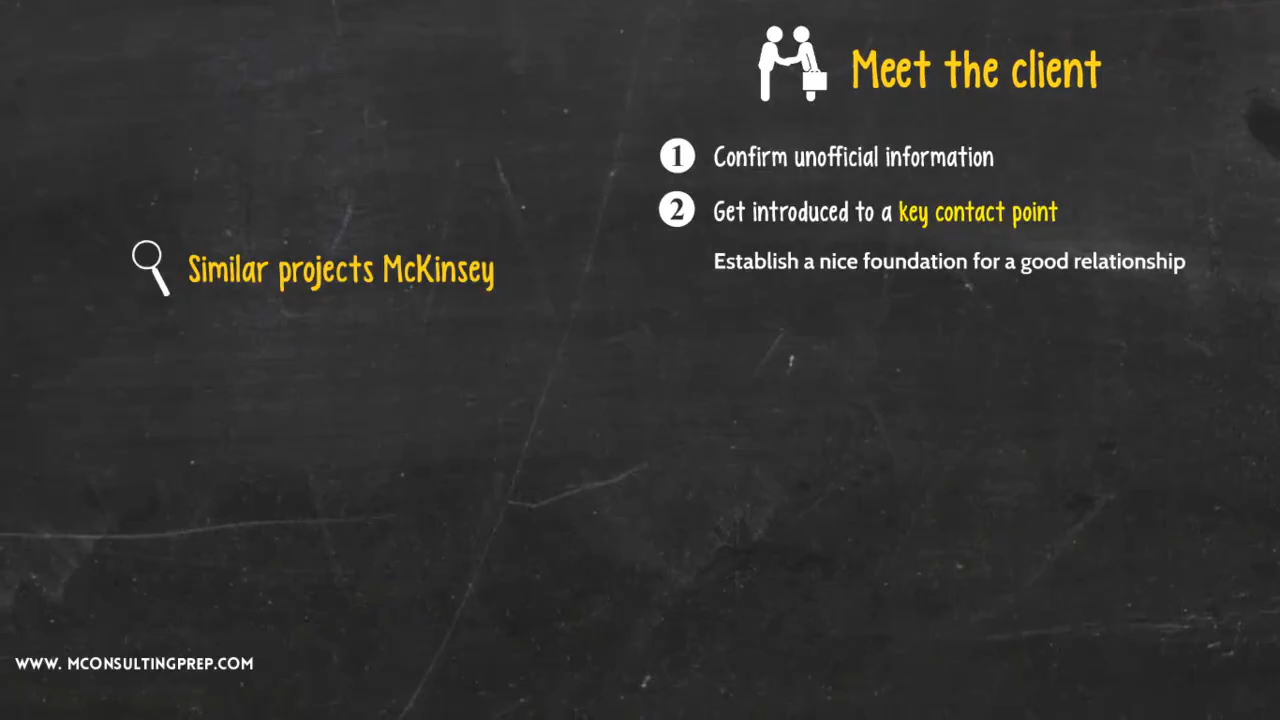 Meet the client
1 Confirm unofficial information
2 Get introduced to a key contact point
Establish a nice foundation for a good relationship
Similar projects McKinsey
WWW. MCONSULTINGPREP.COM